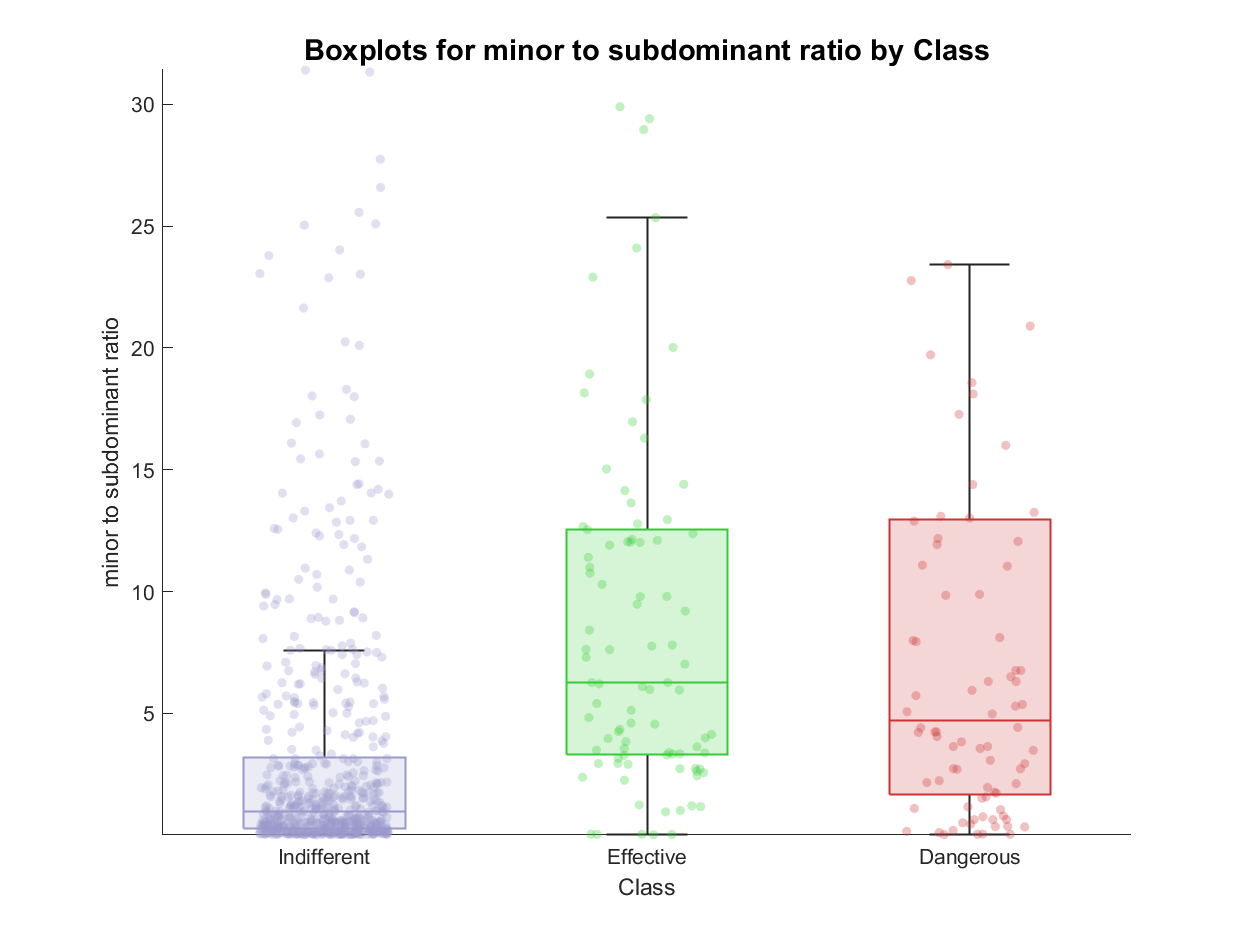 Boxplots for minor to subdominant ratio by Class
30
25
20
15
10
5
minor to subdominant ratio
Indifferent
Effective
Dangerous
Class